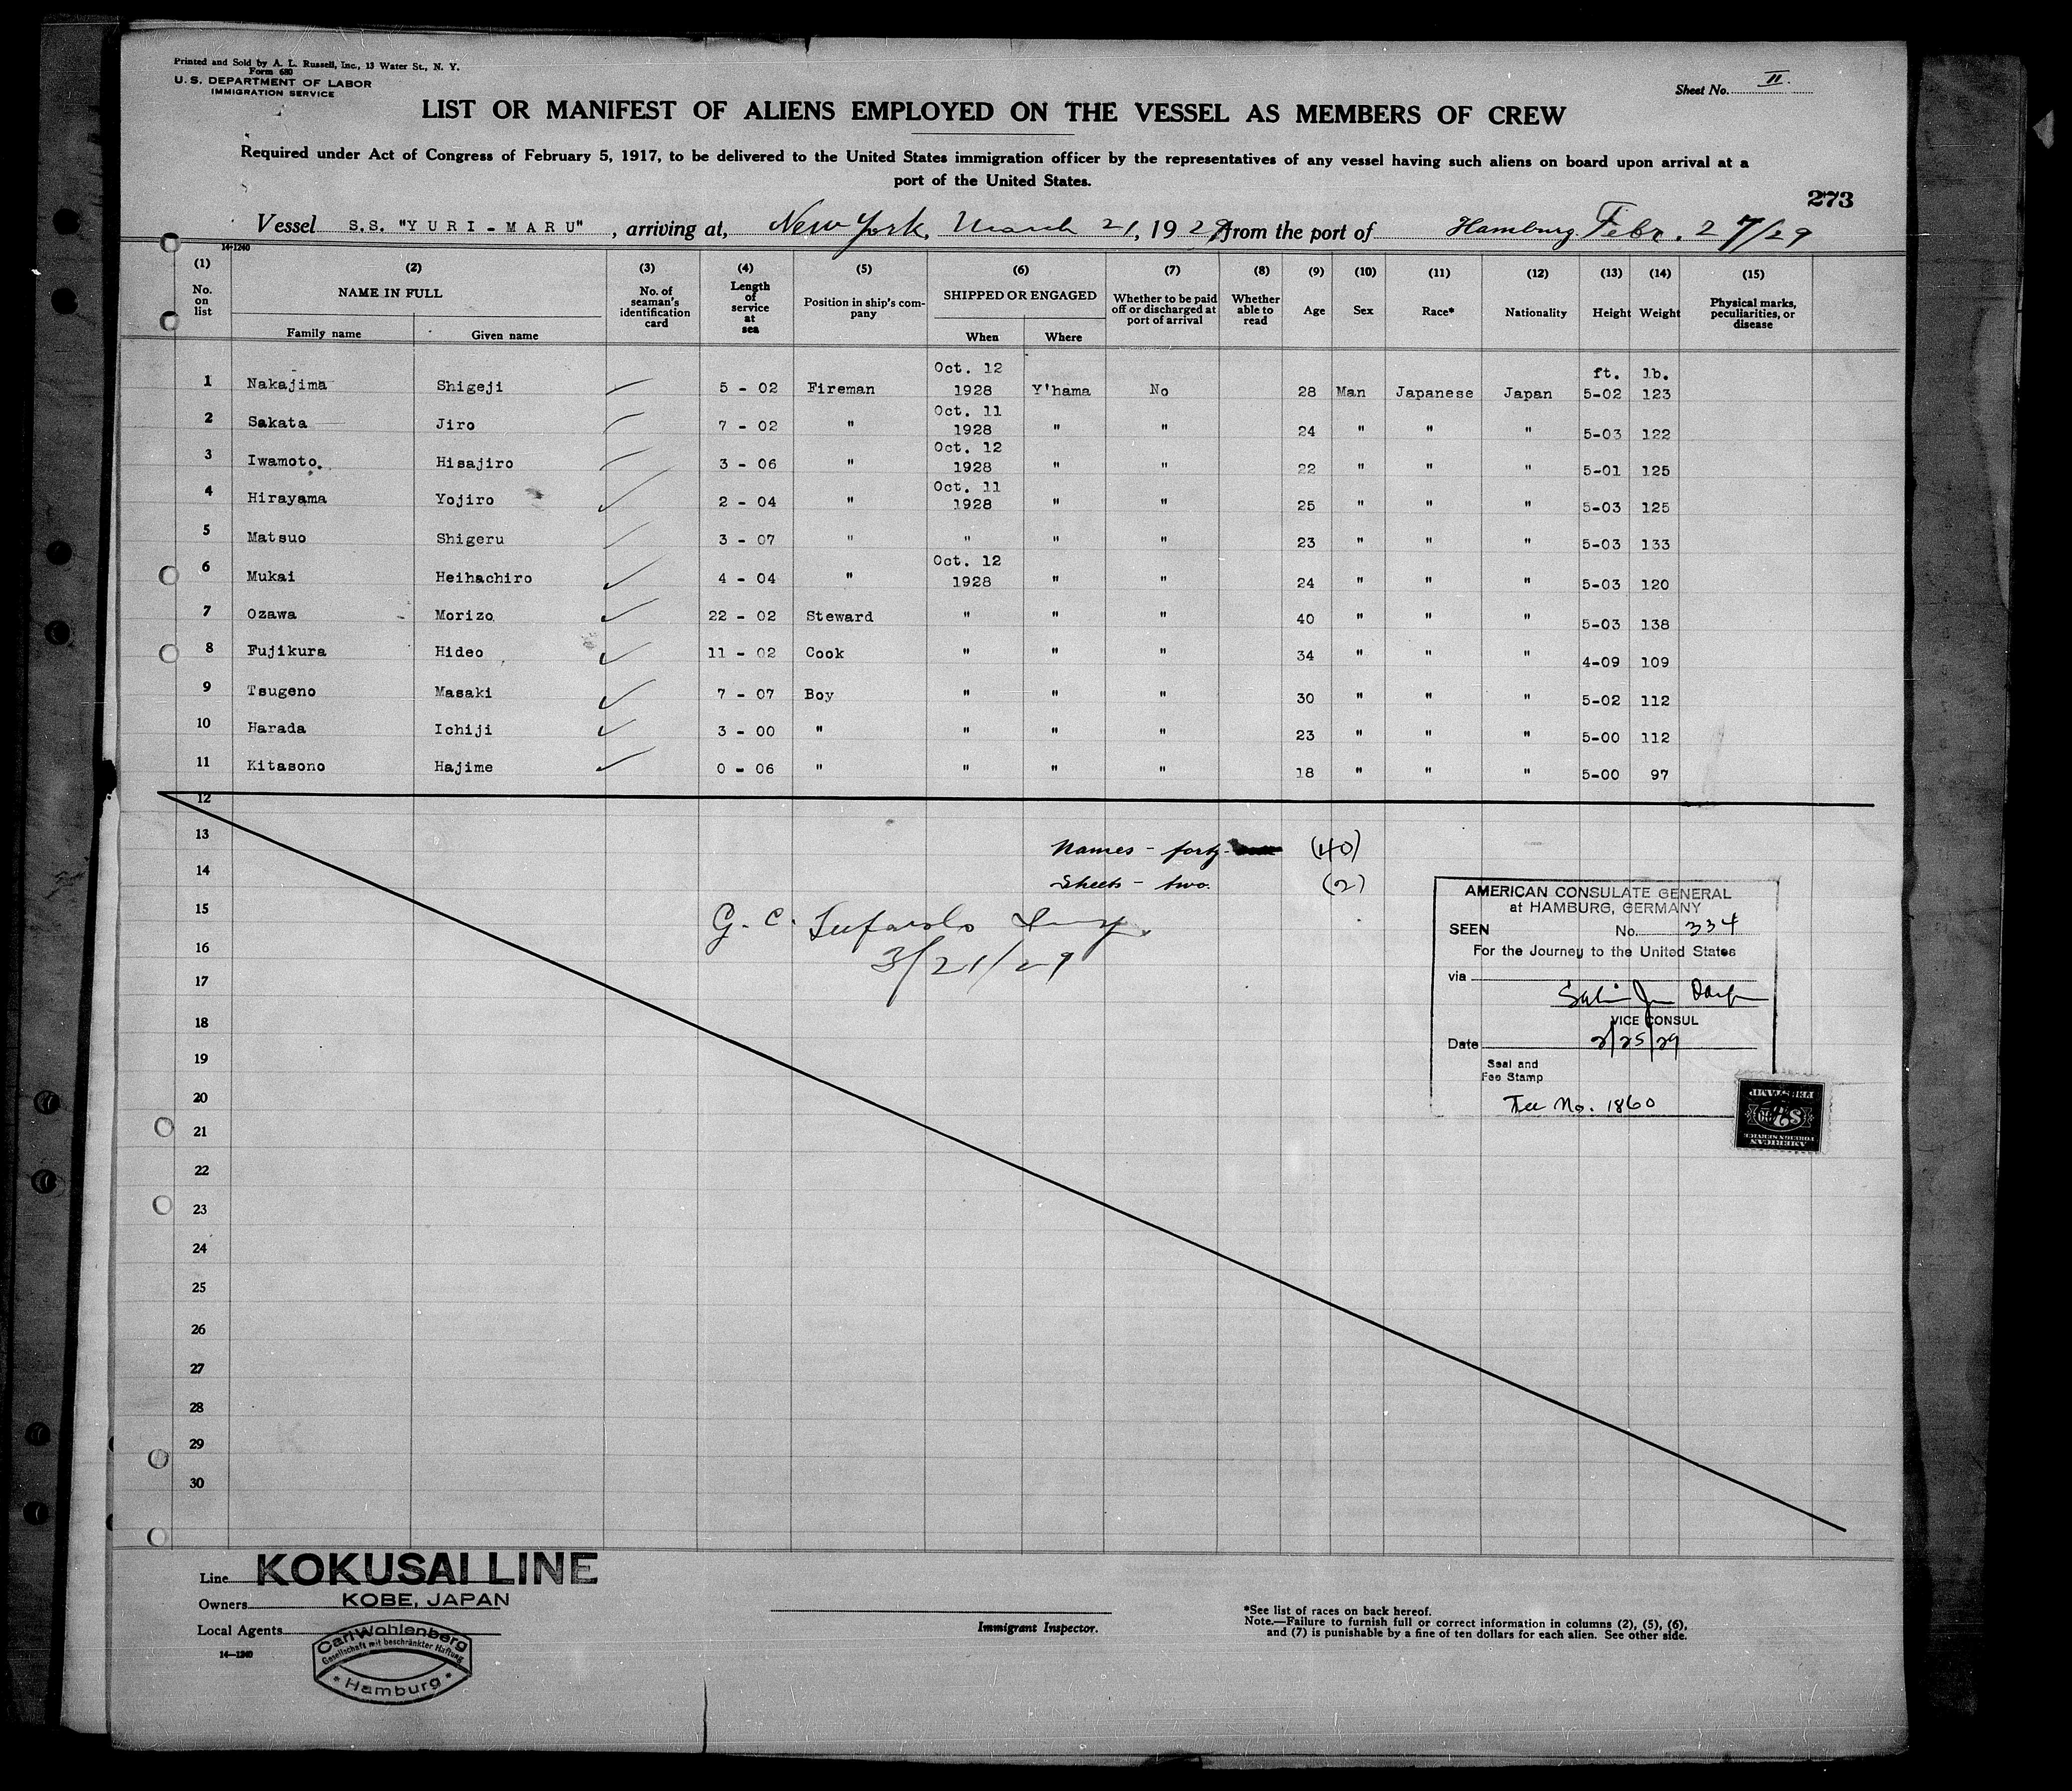 Printed and Sold by A. L. Russell, Inc., 13 Water St., N. Y.
Form 680
U. S. DEPARTMENT OF LABOR
IMMIGRATION SERVICE
Sheet No. II.
LIST OR MANIFEST OF ALIENS EMPLOYED ON THE VESSEL AS MEMBERS OF CREW
Required under Act of Congress of February 5, 1917, to be delivered to the United States immigration officer by the representatives of any vessel having such aliens on board upon arrival at a
port of the United States.
273
Vessel S.S. "YURI-MARU", arriving at, New York, March 21, 1929, from the port of Hamburg. Febr. 27/29
14-1240
(1) (2) (3) (4) (5) (6) (7) (8) (9) (10) (11) (12) (13) (14) (15)
No. on list
NAME IN FULL
Family name
Given name
No. of seaman's identification card
Length of service at sea
Position in ship's company
SHIPPED OR ENGAGED
When
Where
Whether to be paid off or discharged at port of arrival
Whether able to read
Age
Sex
Race*
Nationality
Height
Weight
Physical marks, peculiarities, or disease
ft. lb.
1 Nakajima Shigeji 5 - 02 Fireman Oct. 12 1928 Y'hama No 28 Man Japanese Japan 5-02 123
2 Sakata Jiro 7 - 02 " Oct. 11 1928 " " 24 " " " 5-03 122
3 Iwamoto. Hisajiro 3 - 06 " Oct. 12 1928 " " 22 " " " 5-01 125
4 Hirayama Yojiro 2 - 04 " Oct. 11 1928 " " 25 " " " 5-03 125
5 Matsuo Shigeru 3 - 07 " " " " 23 " " " 5-03 133
6 Mukai Heihachiro 4 - 04 " Oct. 12 1928 " " 24 " " " 5-03 120
7 Ozawa Morizo 22 - 02 Steward " " " 40 " " " 5-03 138
8 Fujikura Hideo 11 - 02 Cook " " " 34 " " " 4-09 109
9 Tsugeno Masaki 7 - 07 Boy " " " 30 " " " 5-02 112
10 Harada Ichiji 3 - 00 " " " " 23 " " " 5-00 112
11 Kitasono Hajime 0 - 06 " " " " 18 " " " 5-00 97
12
13
Names - forty (40)
14
Sheets - two. (2)
15
G. C.
16
3/21/29
17
18
19
20
21
22
23
24
25
26
27
28
29
30
AMERICAN CONSULATE GENERAL
at HAMBURG, GERMANY
SEEN No. 334
For the Journey to the United States
via
VICE CONSUL
Date 2/25/29
Seal and
Fee Stamp
Fee No. 1860
AMERICAN
FOREIGN SERVICE
$2
FEE STAMP
Line KOKUSAI LINE
Owners KOBE, JAPAN
Local Agents
Carl Wohlenberg
Gesellschaft mit beschränkter Haftung
* Hamburg *
14-1240
Immigrant Inspector.
*See list of races on back hereof.
Note.—Failure to furnish full or correct information in columns (2), (5), (6),
and (7) is punishable by a fine of ten dollars for each alien. See other side.